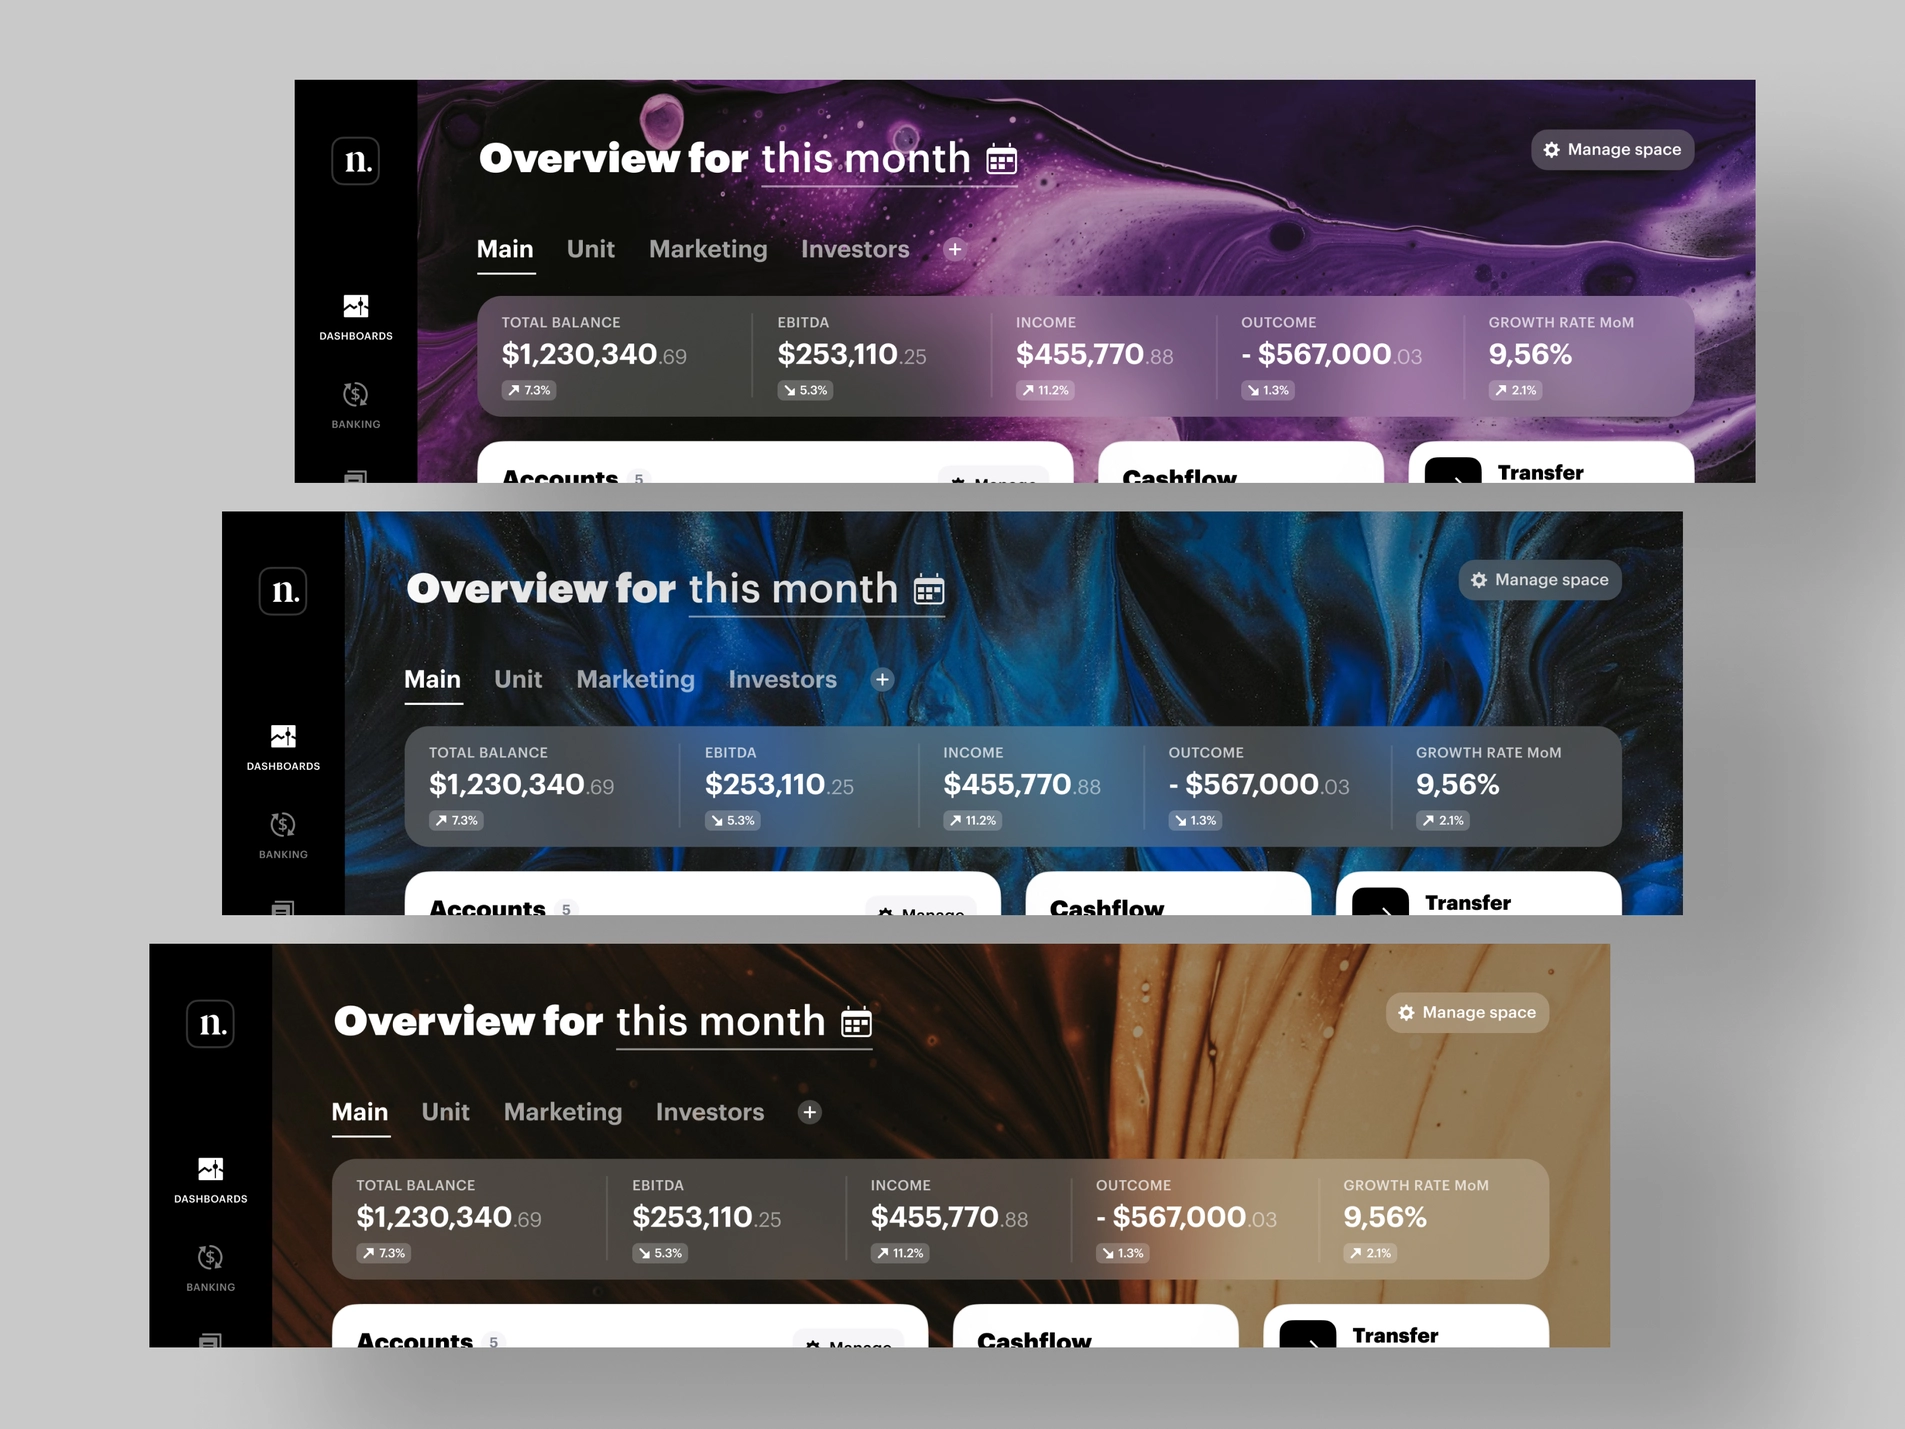 n.
Overview for this month
Manage space
Main Unit Marketing Investors +
DASHBOARDS
BANKING
TOTAL BALANCE EBITDA INCOME OUTCOME GROWTH RATE MoM
$1,230,340.69 $253,110.25 $455,770.88 - $567,000.03 9,56%
7.3% 5.3% 11.2% 1.3% 2.1%
Accounts 5 Manage Cashflow Transfer
n.
Overview for this month
Manage space
Main Unit Marketing Investors +
DASHBOARDS
BANKING
TOTAL BALANCE EBITDA INCOME OUTCOME GROWTH RATE MoM
$1,230,340.69 $253,110.25 $455,770.88 - $567,000.03 9,56%
7.3% 5.3% 11.2% 1.3% 2.1%
Accounts 5 Manage Cashflow Transfer
n.
Overview for this month
Manage space
Main Unit Marketing Investors +
DASHBOARDS
BANKING
TOTAL BALANCE EBITDA INCOME OUTCOME GROWTH RATE MoM
$1,230,340.69 $253,110.25 $455,770.88 - $567,000.03 9,56%
7.3% 5.3% 11.2% 1.3% 2.1%
Accounts 5 Manage Cashflow Transfer